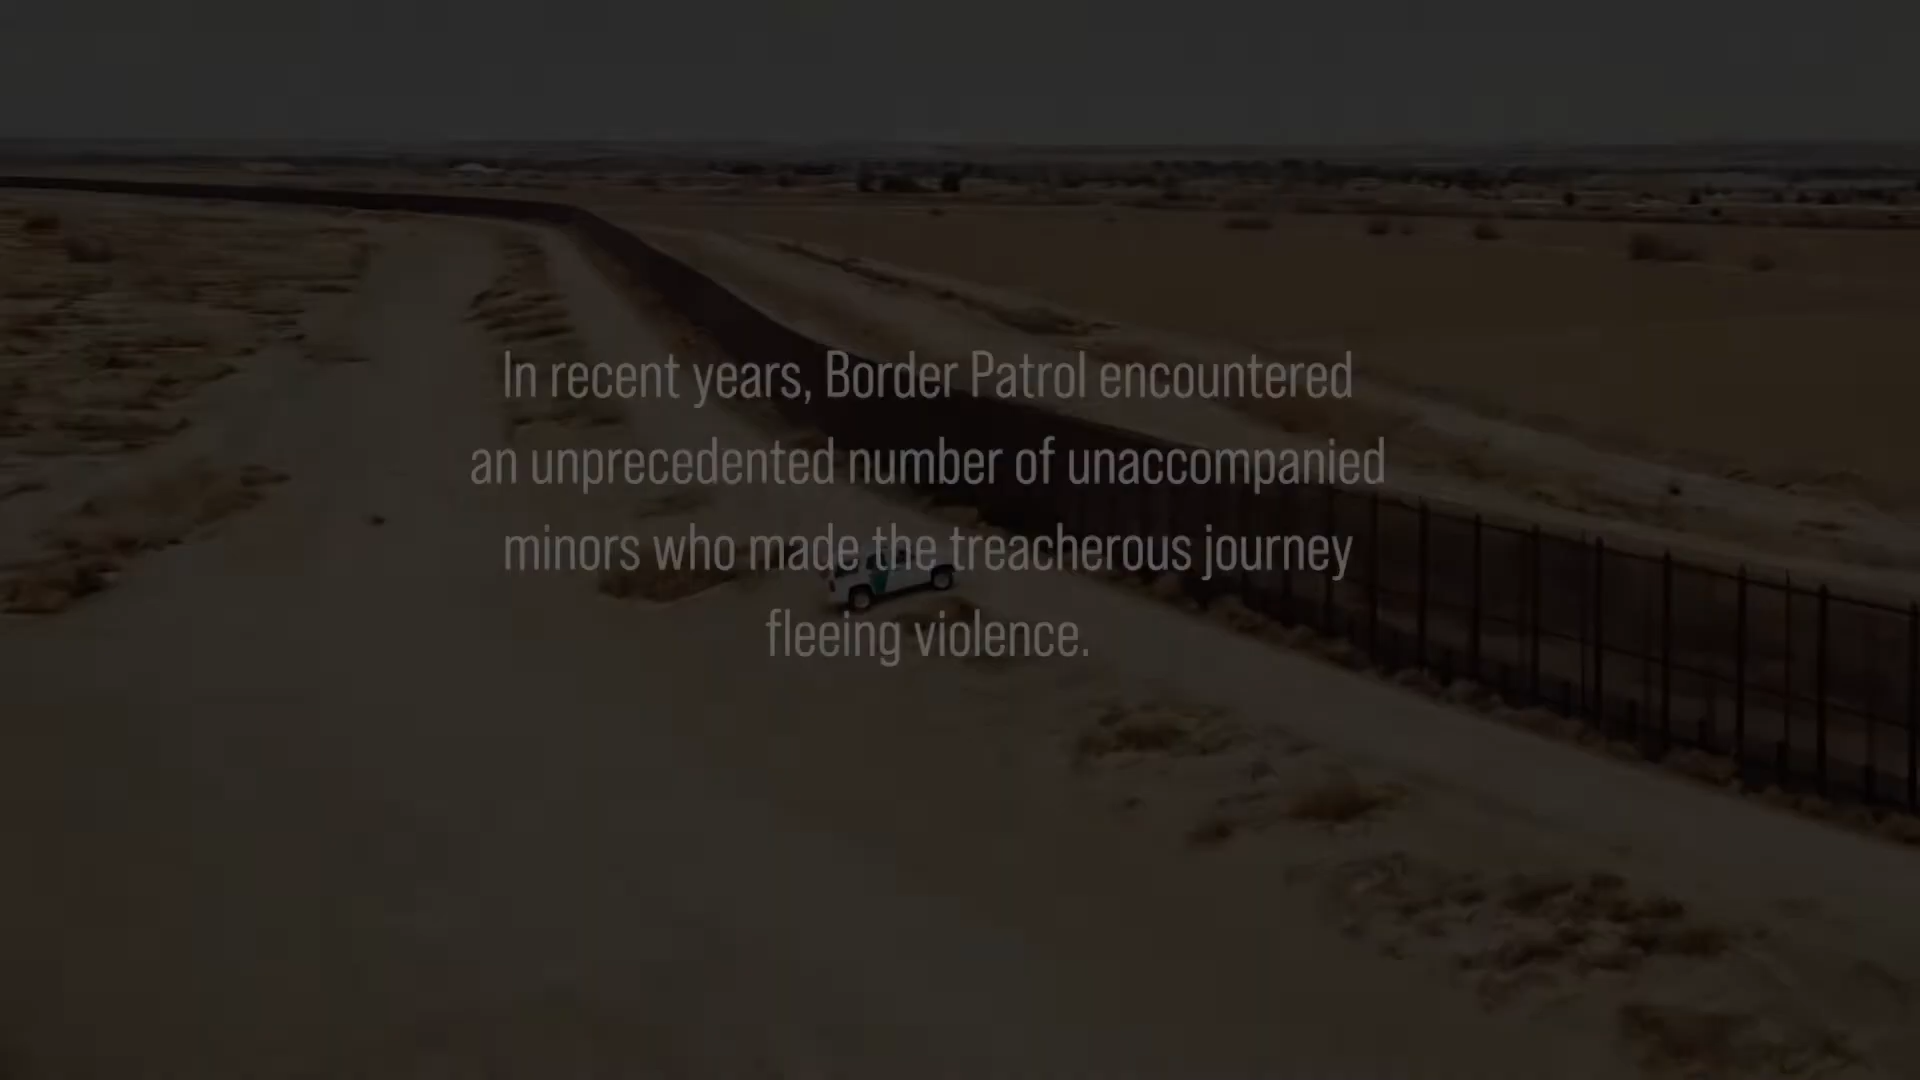 In recent years, Border Patrol encountered
an unprecedented number of unaccompanied
minors who made the treacherous journey
fleeing violence.